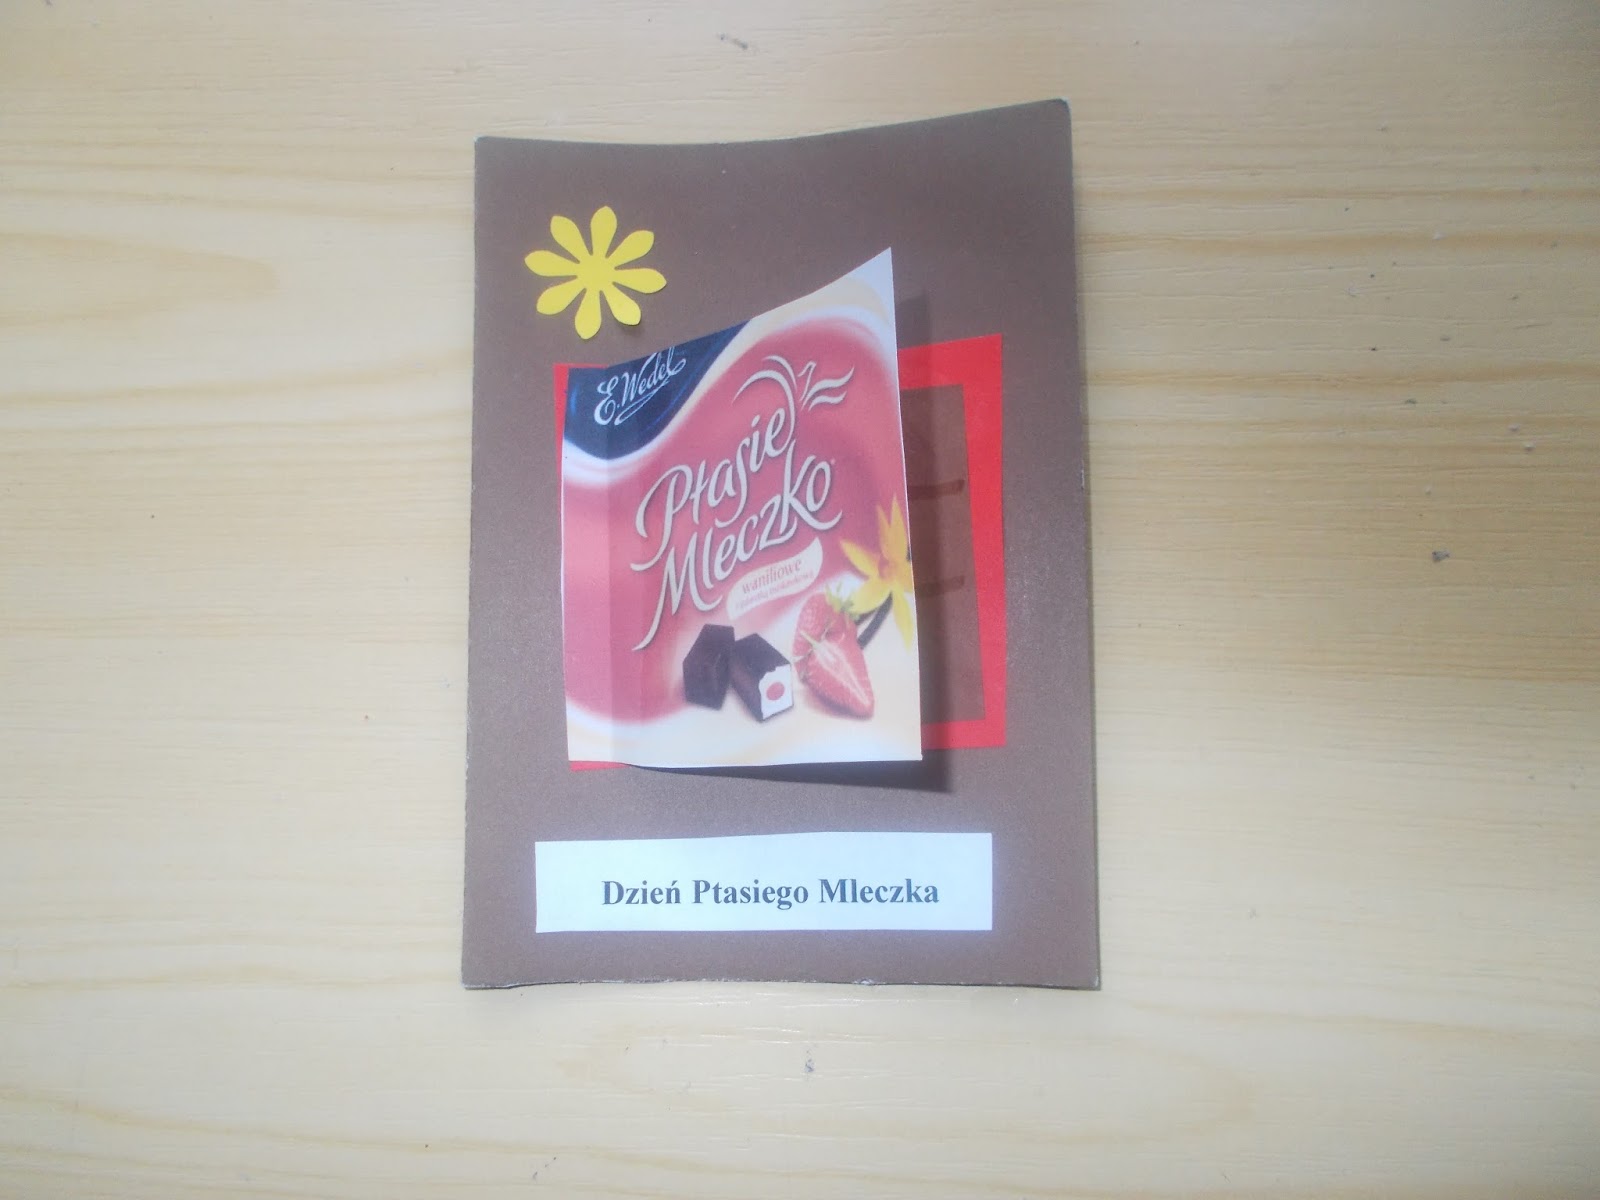 E. Wedel
Ptasie
Mleczko
waniliowe
Dzień Ptasiego Mleczka